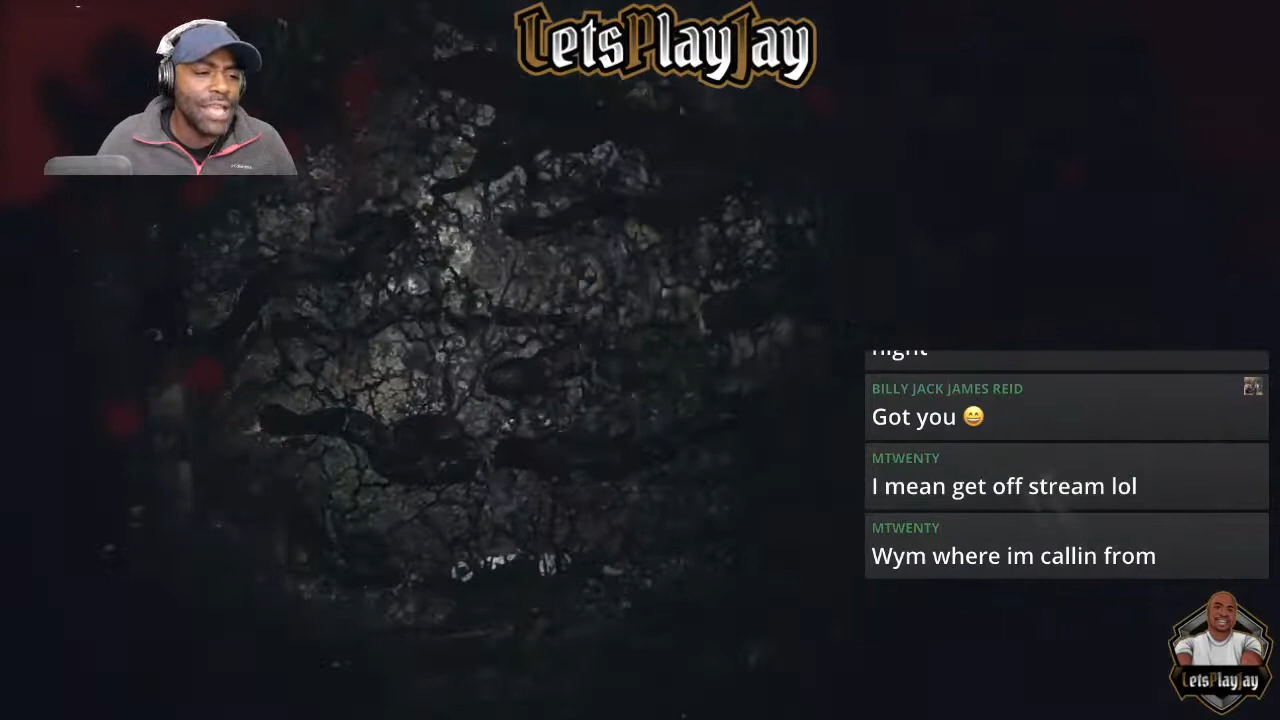 LetsPlayJay
night
BILLY JACK JAMES REID
Got you 😄
MTWENTY
I mean get off stream lol
MTWENTY
Wym where im callin from
LetsPlayJay